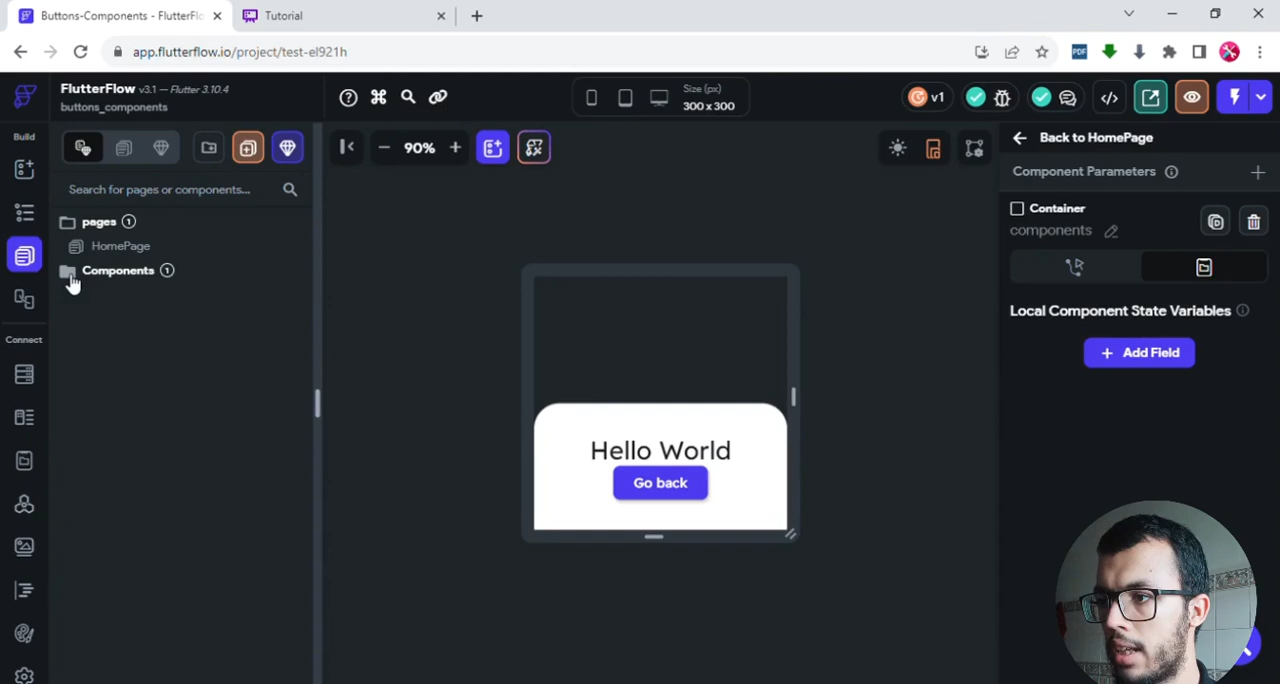 Buttons-Components - FlutterFlo
Tutorial
app.flutterflow.io/project/test-el921h
PDF
FlutterFlow v3.1 – Flutter 3.10.4
buttons_components
Size (px)
300 x 300
v1
Build
90%
Back to HomePage
Component Parameters
Search for pages or components...
Container
components
pages 1
HomePage
Components 1
Local Component State Variables
Connect
+ Add Field
Hello World
Go back